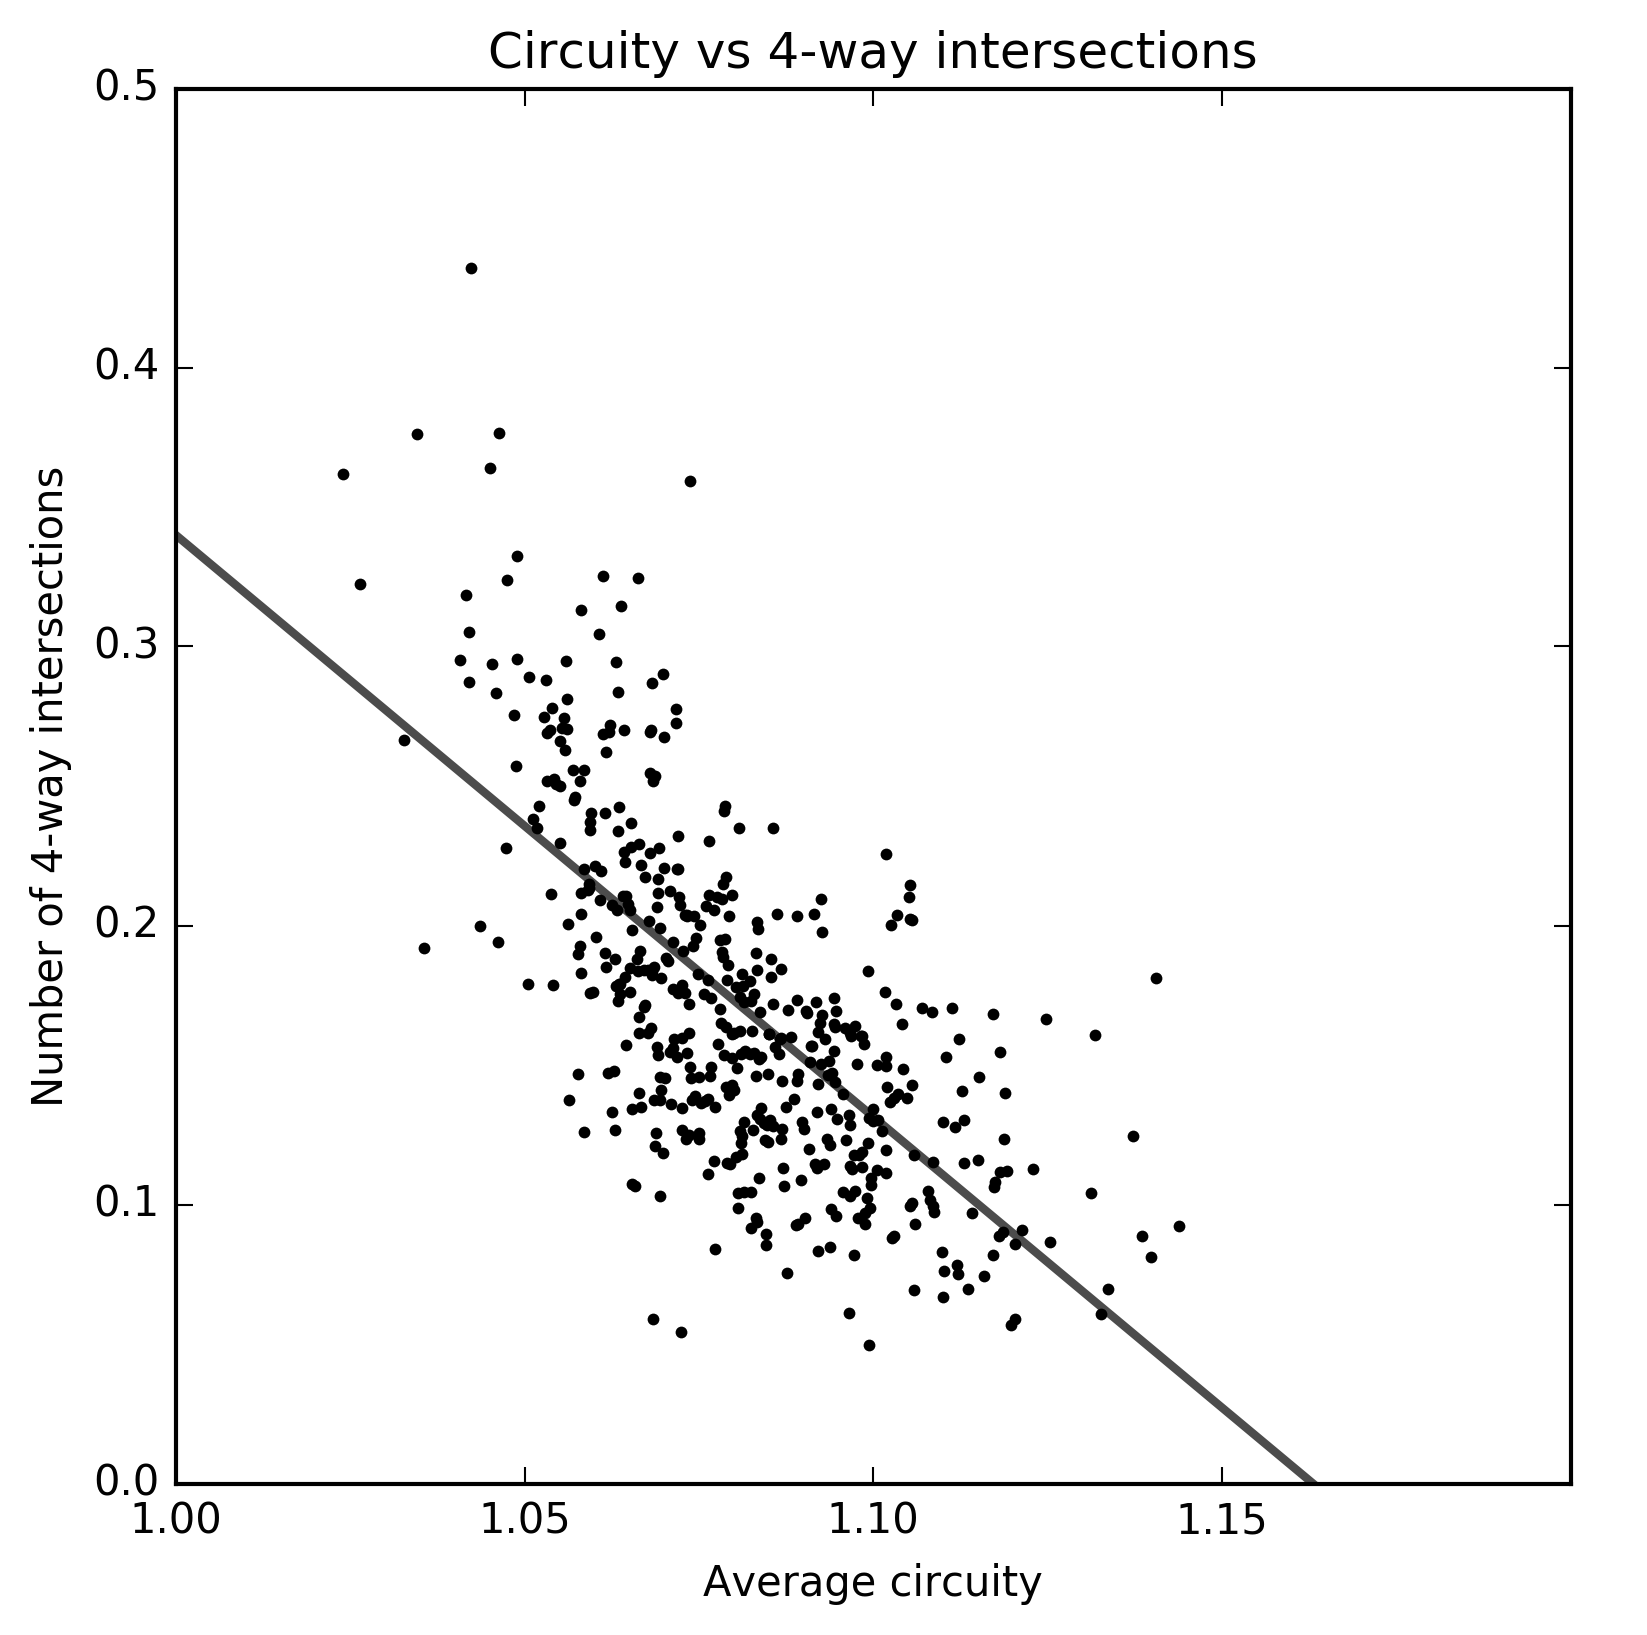 Circuity vs 4-way intersections
0.5
0.4
0.3
0.2
0.1
0.0
Number of 4-way intersections
1.00 1.05 1.10 1.15
Average circuity